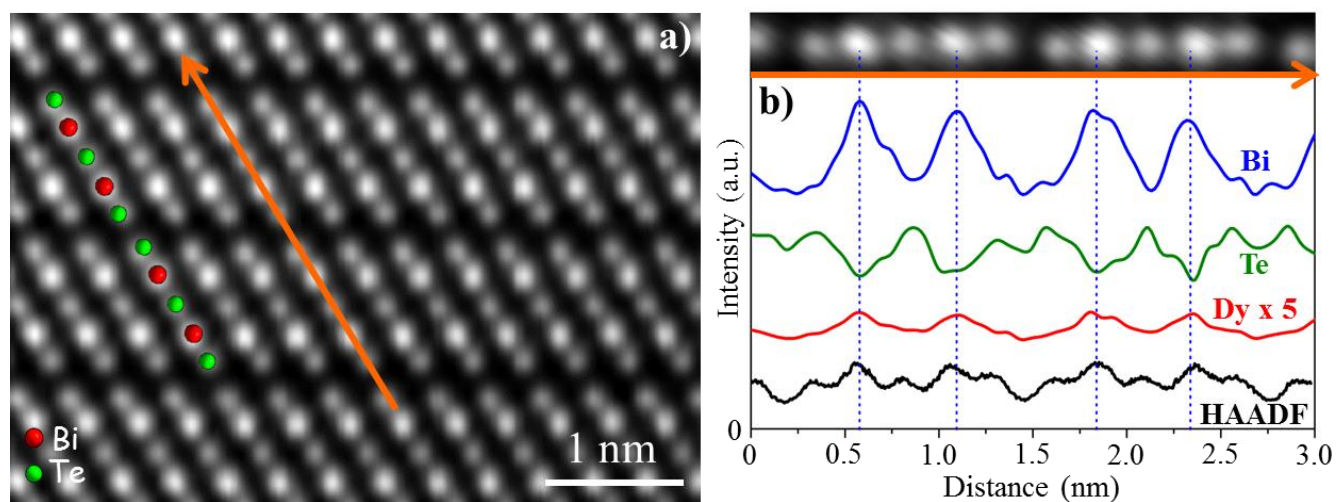 a)
Bi
Te
1 nm
b)
Bi
Te
Dy x 5
HAADF
Intensity (a.u.)
0
0 0.5 1.0 1.5 2.0 2.5 3.0
Distance (nm)